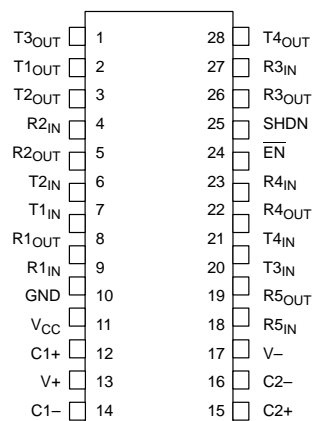 T3OUT 1 28 T4OUT
T1OUT 2 27 R3IN
T2OUT 3 26 R3OUT
R2IN 4 25 SHDN
R2OUT 5 24 EN
T2IN 6 23 R4IN
T1IN 7 22 R4OUT
R1OUT 8 21 T4IN
R1IN 9 20 T3IN
GND 10 19 R5OUT
VCC 11 18 R5IN
C1+ 12 17 V–
V+ 13 16 C2–
C1– 14 15 C2+